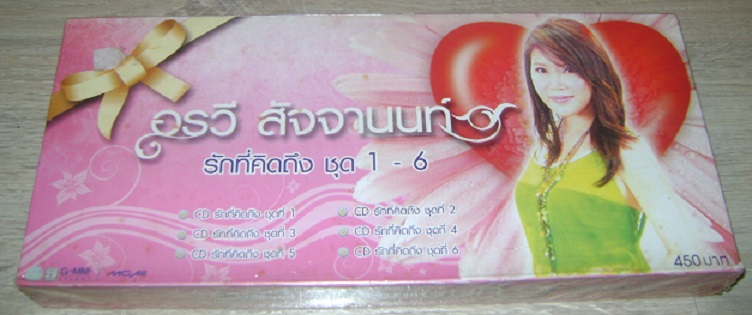 อรวี สัจจานนท์
รักที่คิดถึง ชุด 1 - 6
CD รักที่คิดถึง ชุดที่ 1
CD รักที่คิดถึง ชุดที่ 2
CD รักที่คิดถึง ชุดที่ 3
CD รักที่คิดถึง ชุดที่ 4
CD รักที่คิดถึง ชุดที่ 5
CD รักที่คิดถึง ชุดที่ 6
G-MM
450 บาท